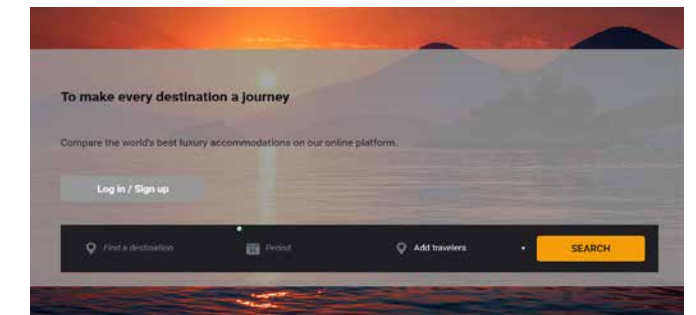 To make every destination a journey
Compare the world's best luxury accommodations on our online platform.
Log in / Sign up
Find a destination
Period
Add travelers
SEARCH